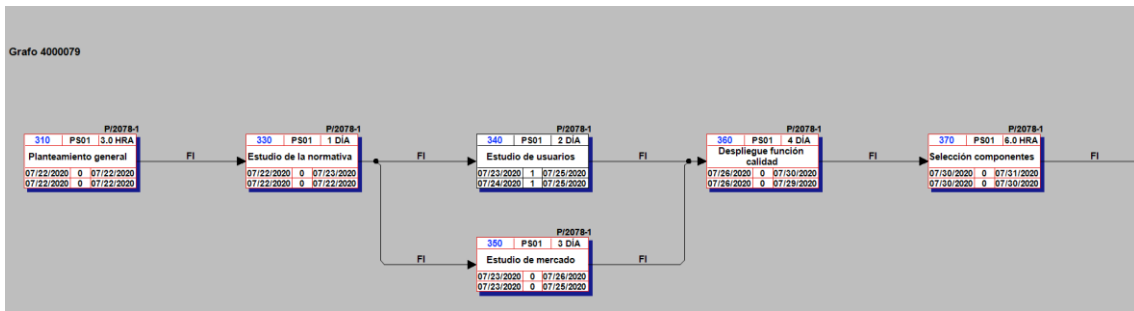 Grafo 4000079
P/2078-1
310 PS01 3.0 HRA
Planteamiento general
07/22/2020 0 07/22/2020
07/22/2020 0 07/22/2020
FI
P/2078-1
330 PS01 1 DÍA
Estudio de la normativa
07/22/2020 0 07/23/2020
07/22/2020 0 07/22/2020
FI
P/2078-1
340 PS01 2 DÍA
Estudio de usuarios
07/23/2020 1 07/25/2020
07/24/2020 1 07/25/2020
FI
P/2078-1
360 PS01 4 DÍA
Despliegue función
calidad
07/26/2020 0 07/30/2020
07/26/2020 0 07/29/2020
FI
P/2078-1
370 PS01 6.0 HRA
Selección componentes
07/30/2020 0 07/31/2020
07/30/2020 0 07/30/2020
FI
FI
P/2078-1
350 PS01 3 DÍA
Estudio de mercado
07/23/2020 0 07/26/2020
07/23/2020 0 07/25/2020
FI